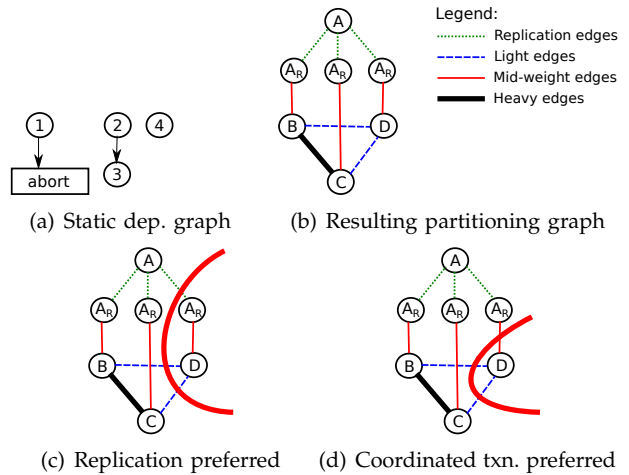 A
Legend:
Replication edges
Light edges
Mid-weight edges
Heavy edges
AR AR AR
1 2 4
B D
abort
3
C
(a) Static dep. graph
(b) Resulting partitioning graph
A
AR AR AR
B D
C
A
AR AR AR
B D
C
(c) Replication preferred
(d) Coordinated txn. preferred